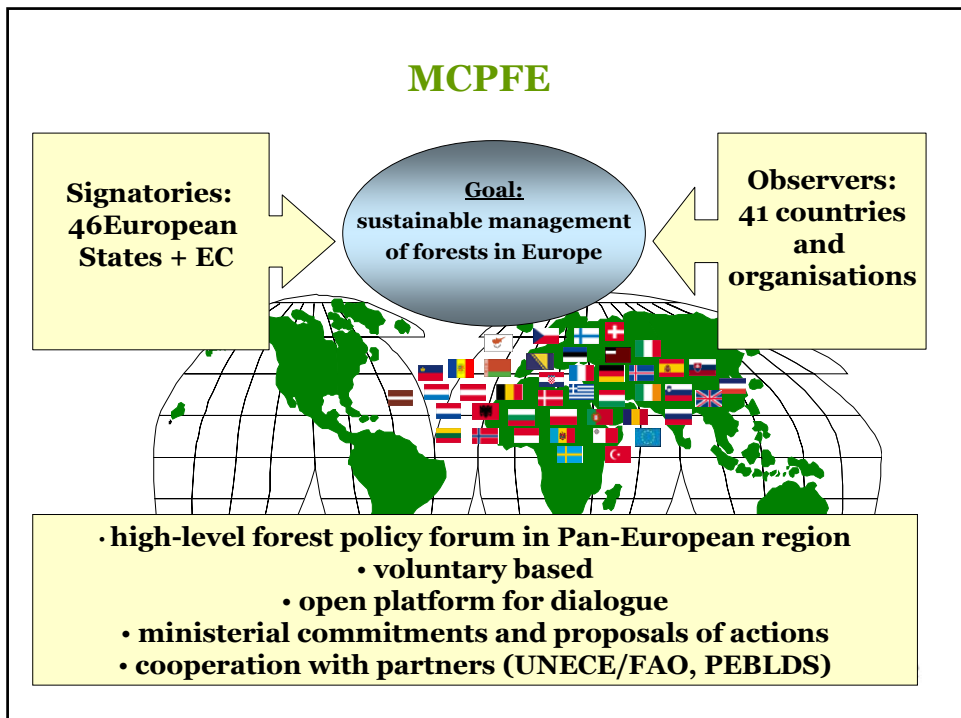 MCPFE
Signatories:
46European
States + EC
Goal:
sustainable management
of forests in Europe
Observers:
41 countries
and
organisations
• high-level forest policy forum in Pan-European region
• voluntary based
• open platform for dialogue
• ministerial commitments and proposals of actions
• cooperation with partners (UNECE/FAO, PEBLDS)